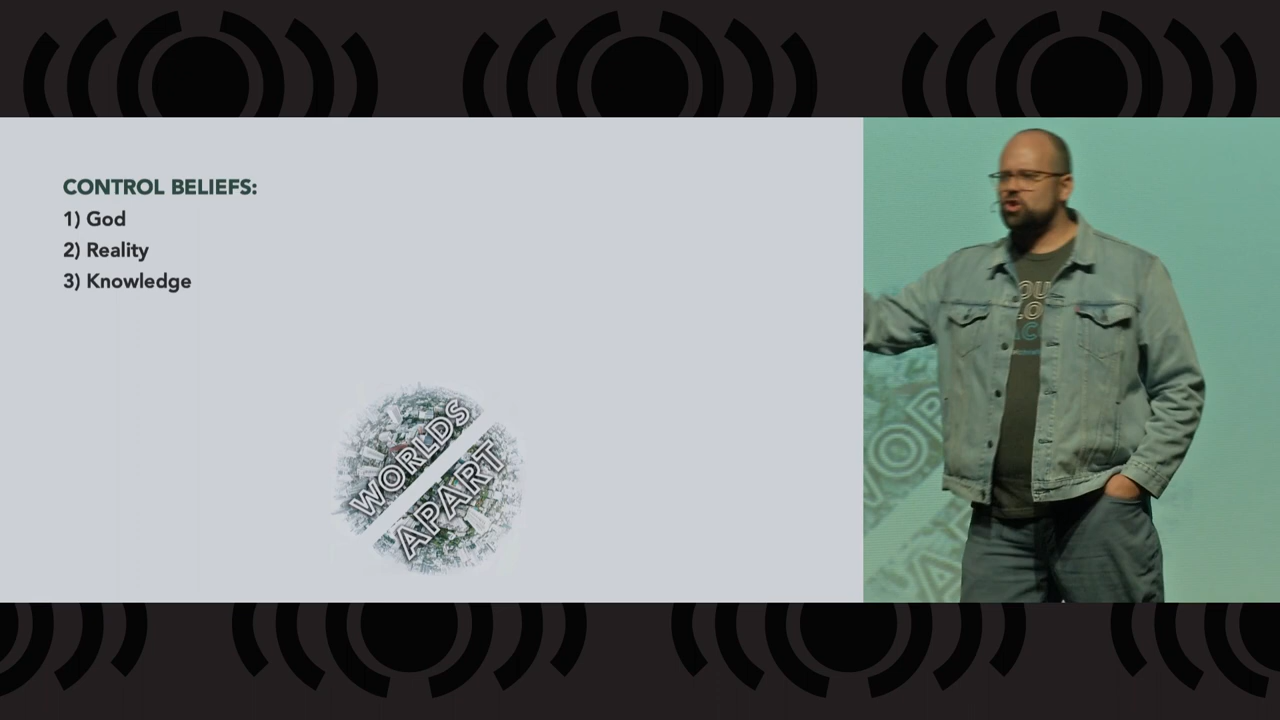 CONTROL BELIEFS:
1) God
2) Reality
3) Knowledge
WORLDS
APART